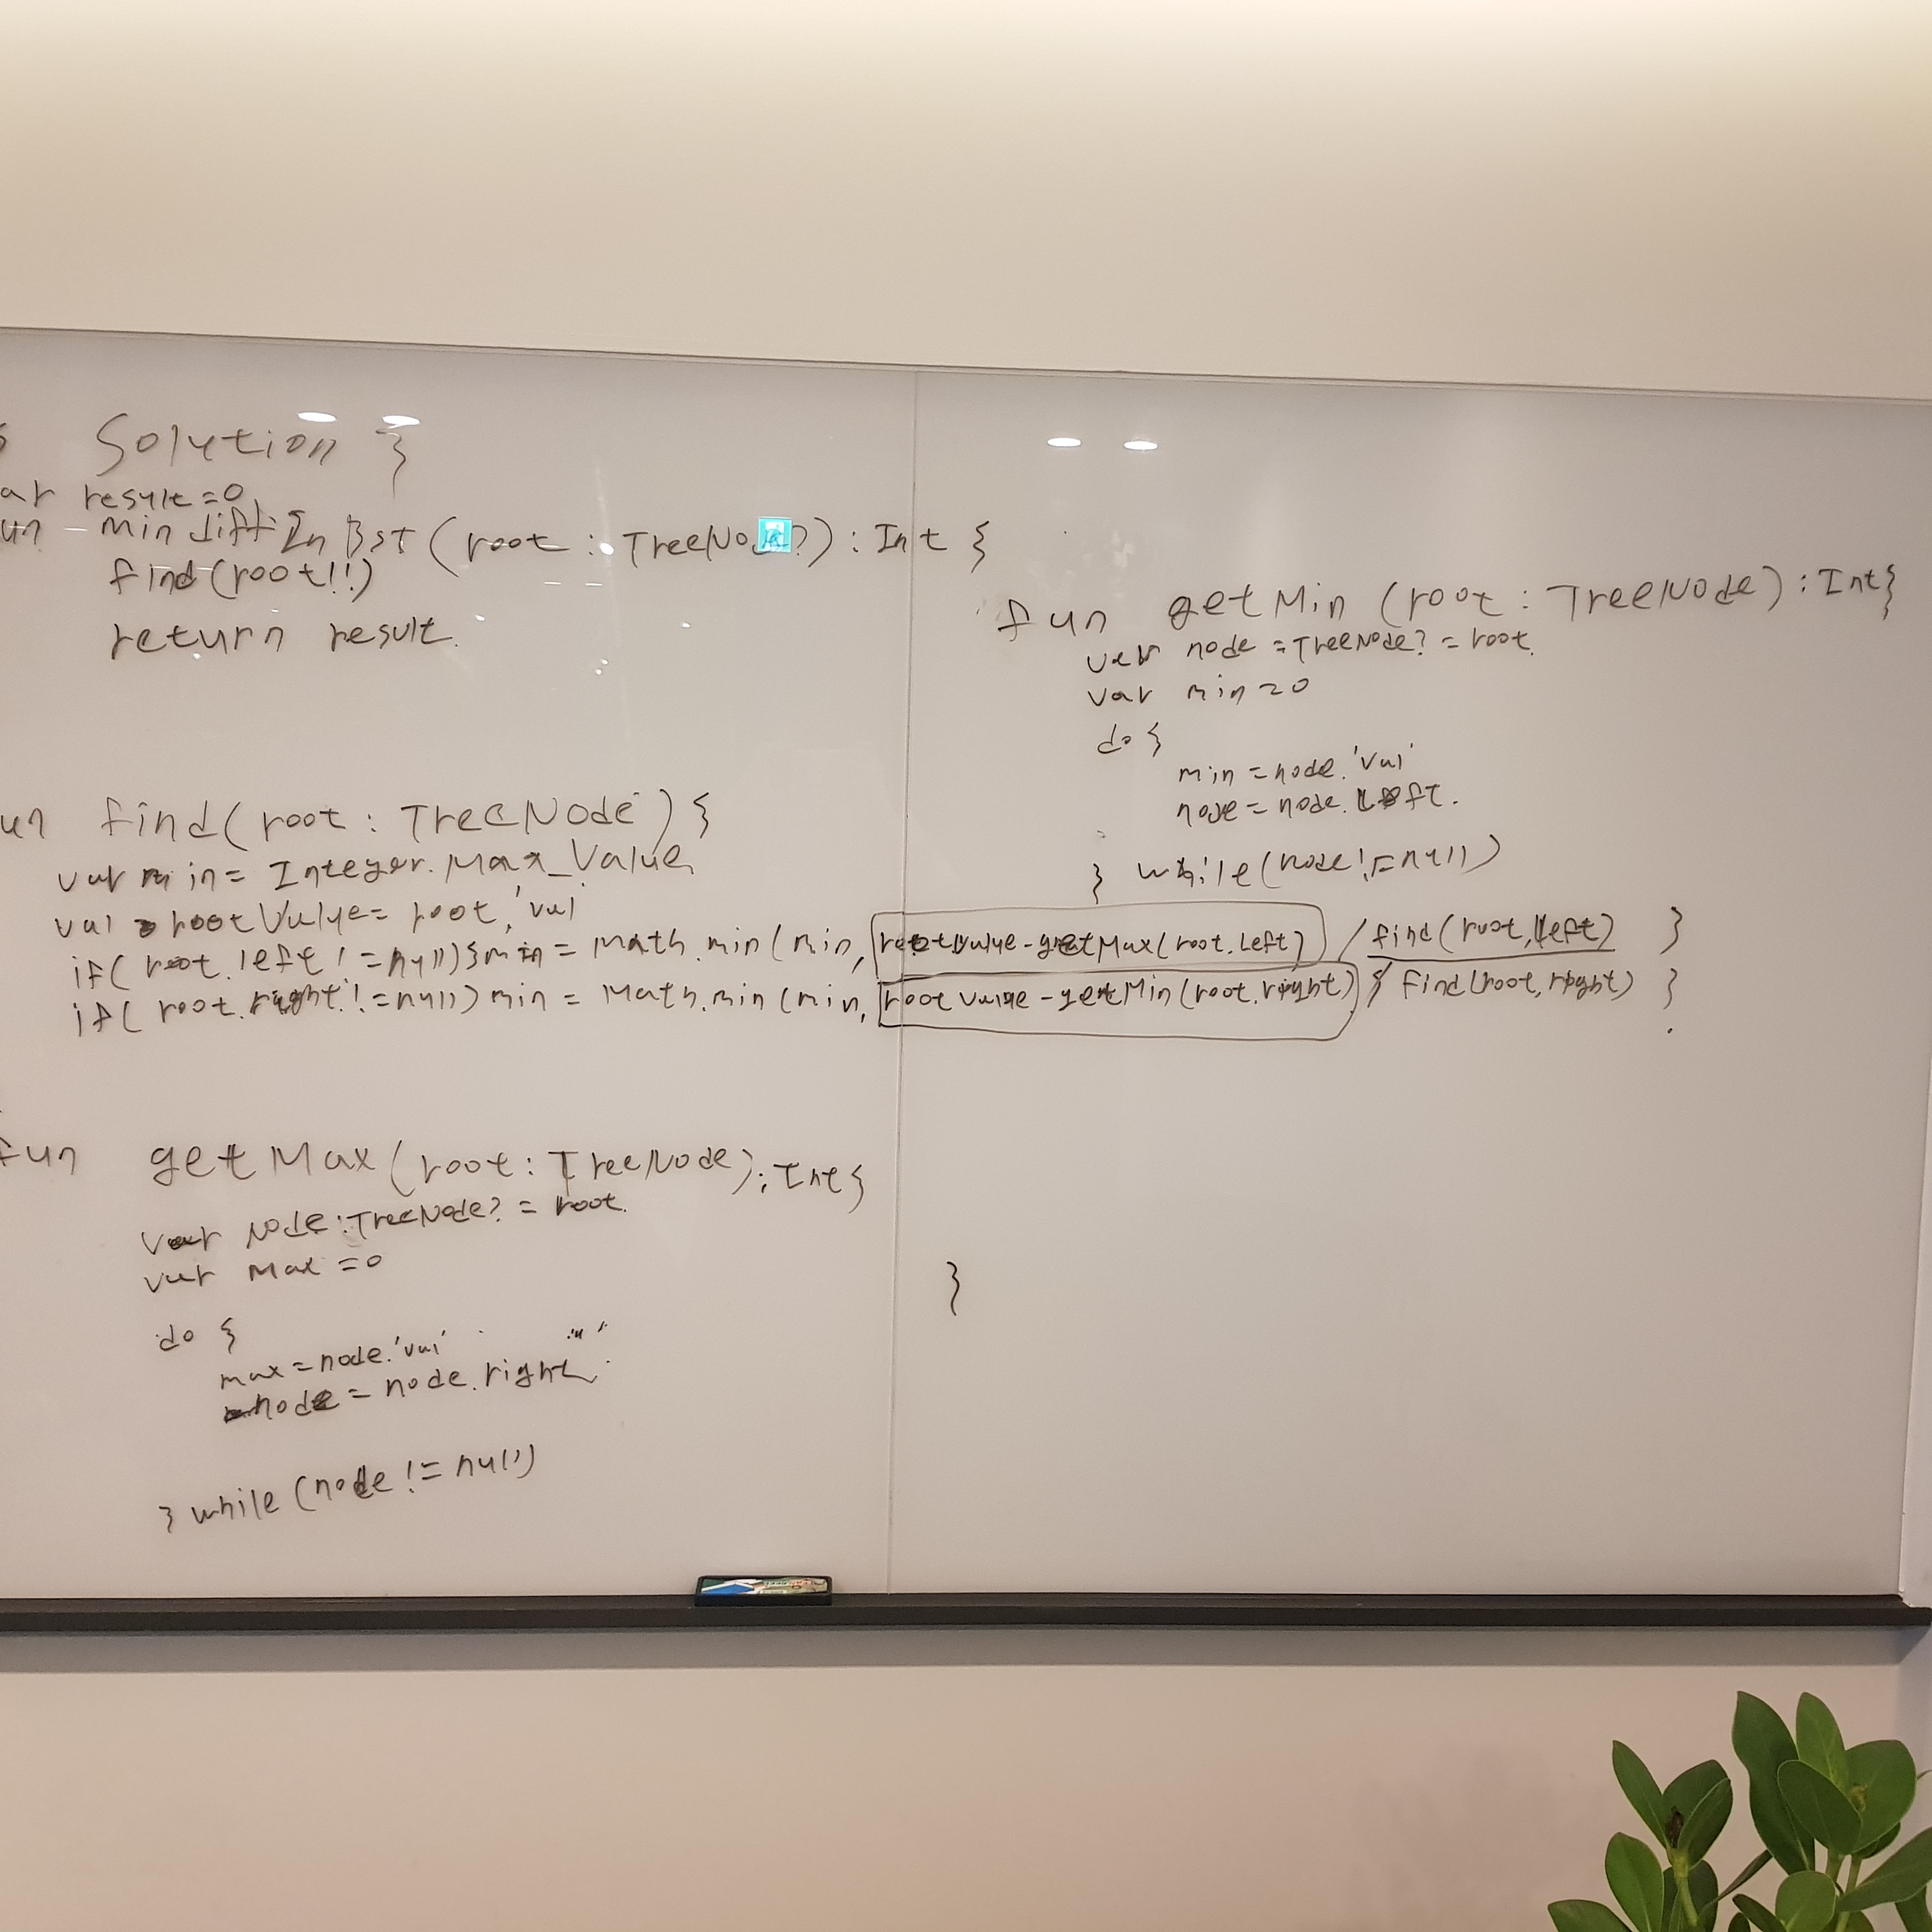 s Solution {
ar result=0
un mindiffInBST(root: TreeNode?): Int {
find(root!!)
return result.
un find(root: TreeNode) {
var min= Integer.Max_Value
val rootValue= root.'val
if( root.left != null) { min = Math.min(min, rootValue-getMax(root.left) / find(root, left) }
if( root.right != null) min = Math.min(min, rootValue-getMin(root.right) { find(root, right) }
fun getMax(root: TreeNode): Int {
var Node:TreeNode? = root.
var Max =0
do {
max=node.'val'
node = node.right
} while (node != null)
fun getMin (root: TreeNode): Int {
var node =TreeNode? = root.
var min=0
do {
min=node.'val'
node= node.left.
} while(node != null)
}